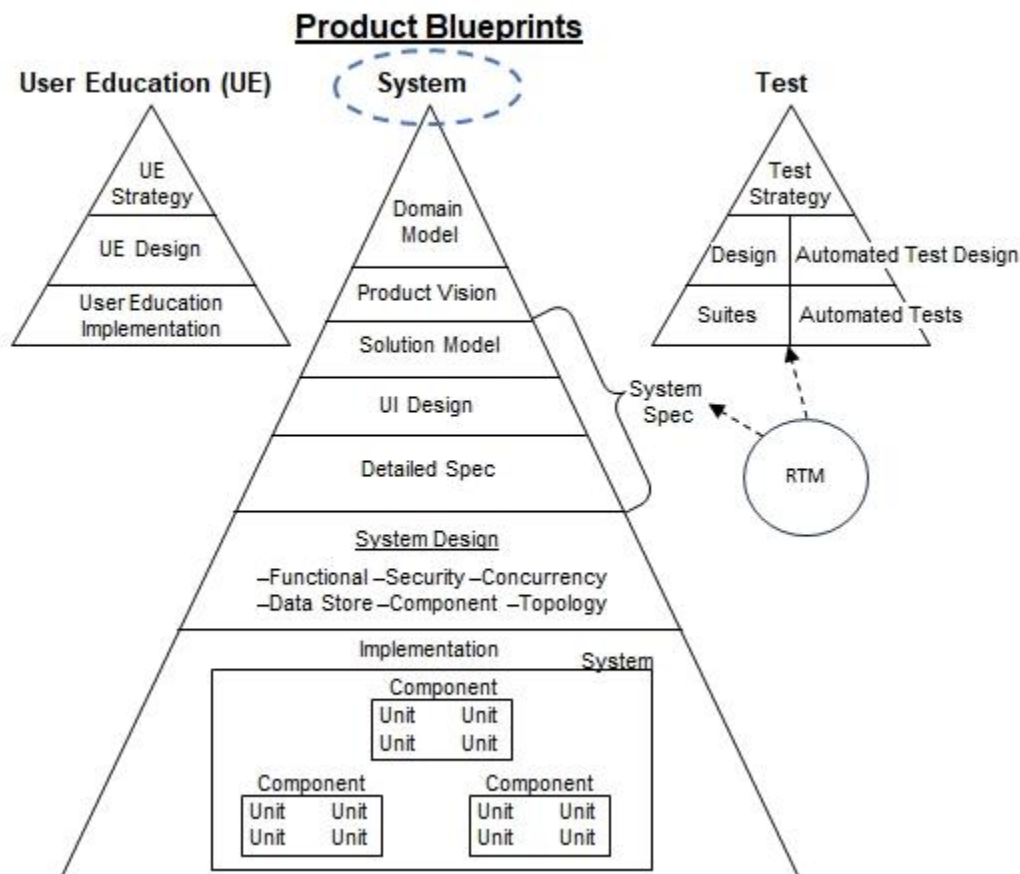 Product Blueprints
User Education (UE)
System
Test
UE
Strategy
UE Design
User Education
Implementation
Domain
Model
Product Vision
Solution Model
UI Design
Detailed Spec
System
Spec
System Design
–Functional –Security –Concurrency
–Data Store –Component –Topology
Implementation
System
Component
Unit Unit
Unit Unit
Component
Unit Unit
Unit Unit
Component
Unit Unit
Unit Unit
Test
Strategy
Design
Automated Test Design
Suites
Automated Tests
RTM